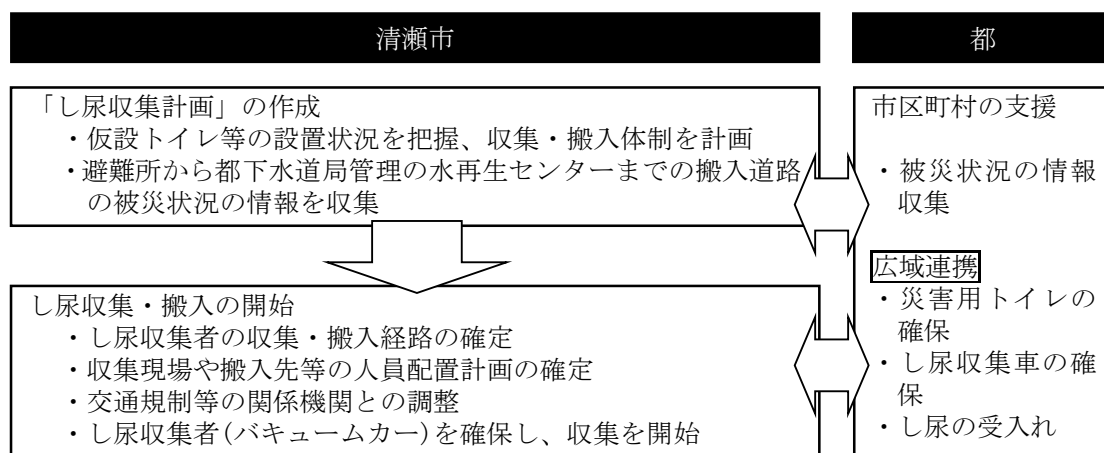 清瀬市
「し尿収集計画」の作成
・仮設トイレ等の設置状況を把握、収集・搬入体制を計画
・避難所から都下水道局管理の水再生センターまでの搬入道路
の被災状況の情報を収集
し尿収集・搬入の開始
・し尿収集者の収集・搬入経路の確定
・収集現場や搬入先等の人員配置計画の確定
・交通規制等の関係機関との調整
・し尿収集者(バキュームカー)を確保し、収集を開始
都
市区町村の支援
・被災状況の情報
収集
広域連携
・災害用トイレの
確保
・し尿収集車の確
保
・し尿の受入れ